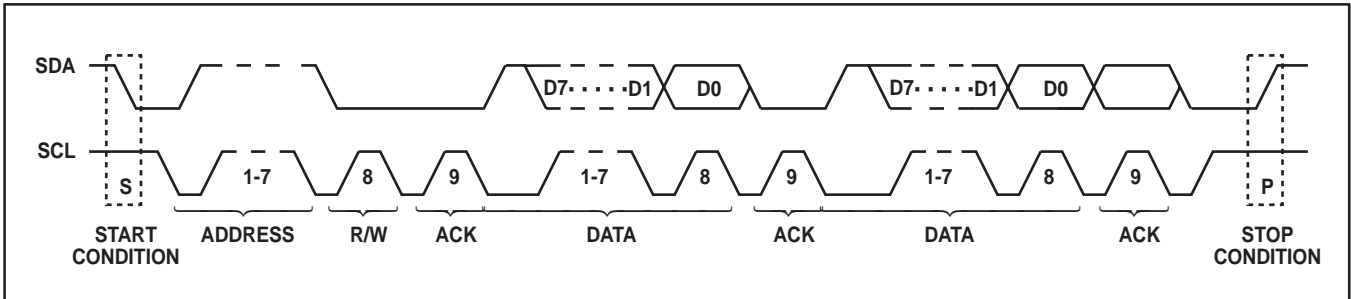 SDA
D7·····D1 D0 D7·····D1 D0
SCL
S 1-7 8 9 1-7 8 9 1-7 8 9 P
START CONDITION ADDRESS R/W ACK DATA ACK DATA ACK STOP CONDITION